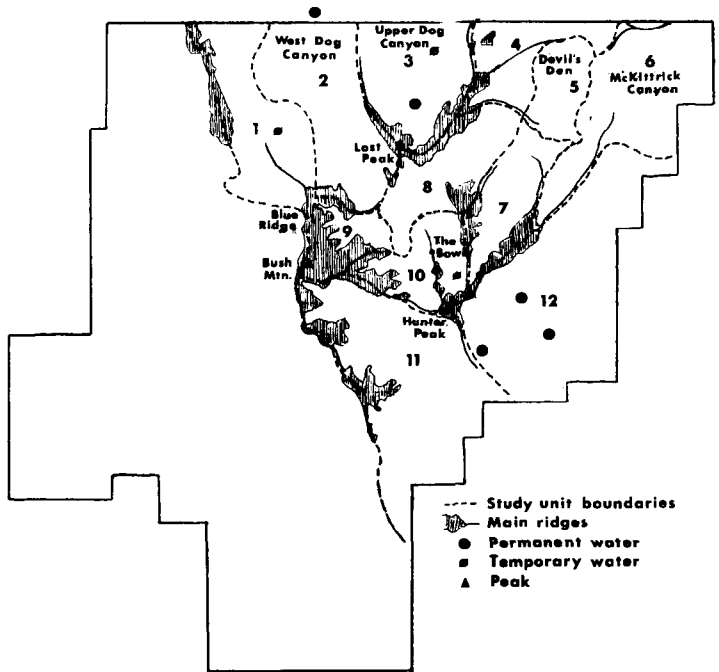 West Dog
Canyon
2
Upper Dog
Canyon
3
4
Devil's
Den
5
6
McKittrick
Canyon
1
Lost
Peak
8
7
Blue
Ridge
9
The
Bowl
Bush
Mtn.
10
12
Hunter
Peak
11
Study unit boundaries
Main ridges
Permanent water
Temporary water
Peak